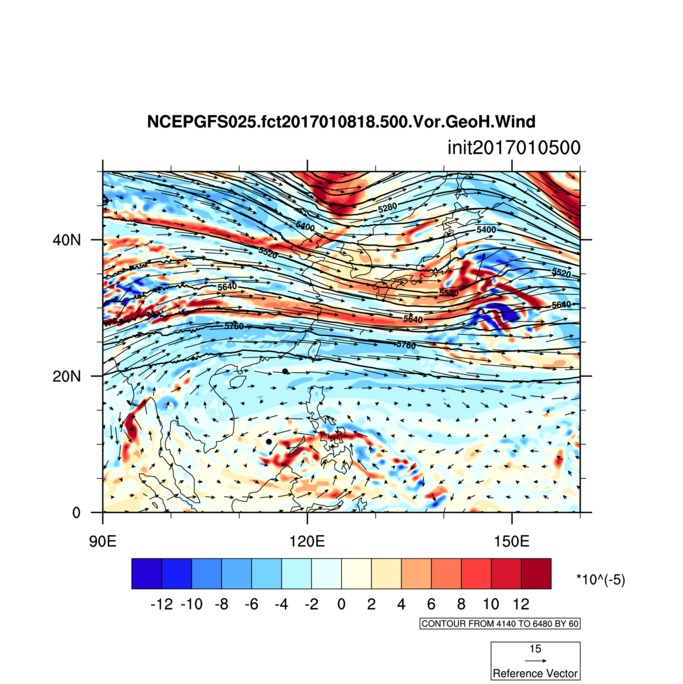 NCEPGFS025.fct2017010818.500.Vor.GeoH.Wind
init2017010500
5280
5400
5400
40N
5520
5520
5640
5520
5640
5640
5760
5760
20N
0
90E 120E 150E
-12 -10 -8 -6 -4 -2 0 2 4 6 8 10 12
*10^(-5)
CONTOUR FROM 4140 TO 6480 BY 60
15
Reference Vector